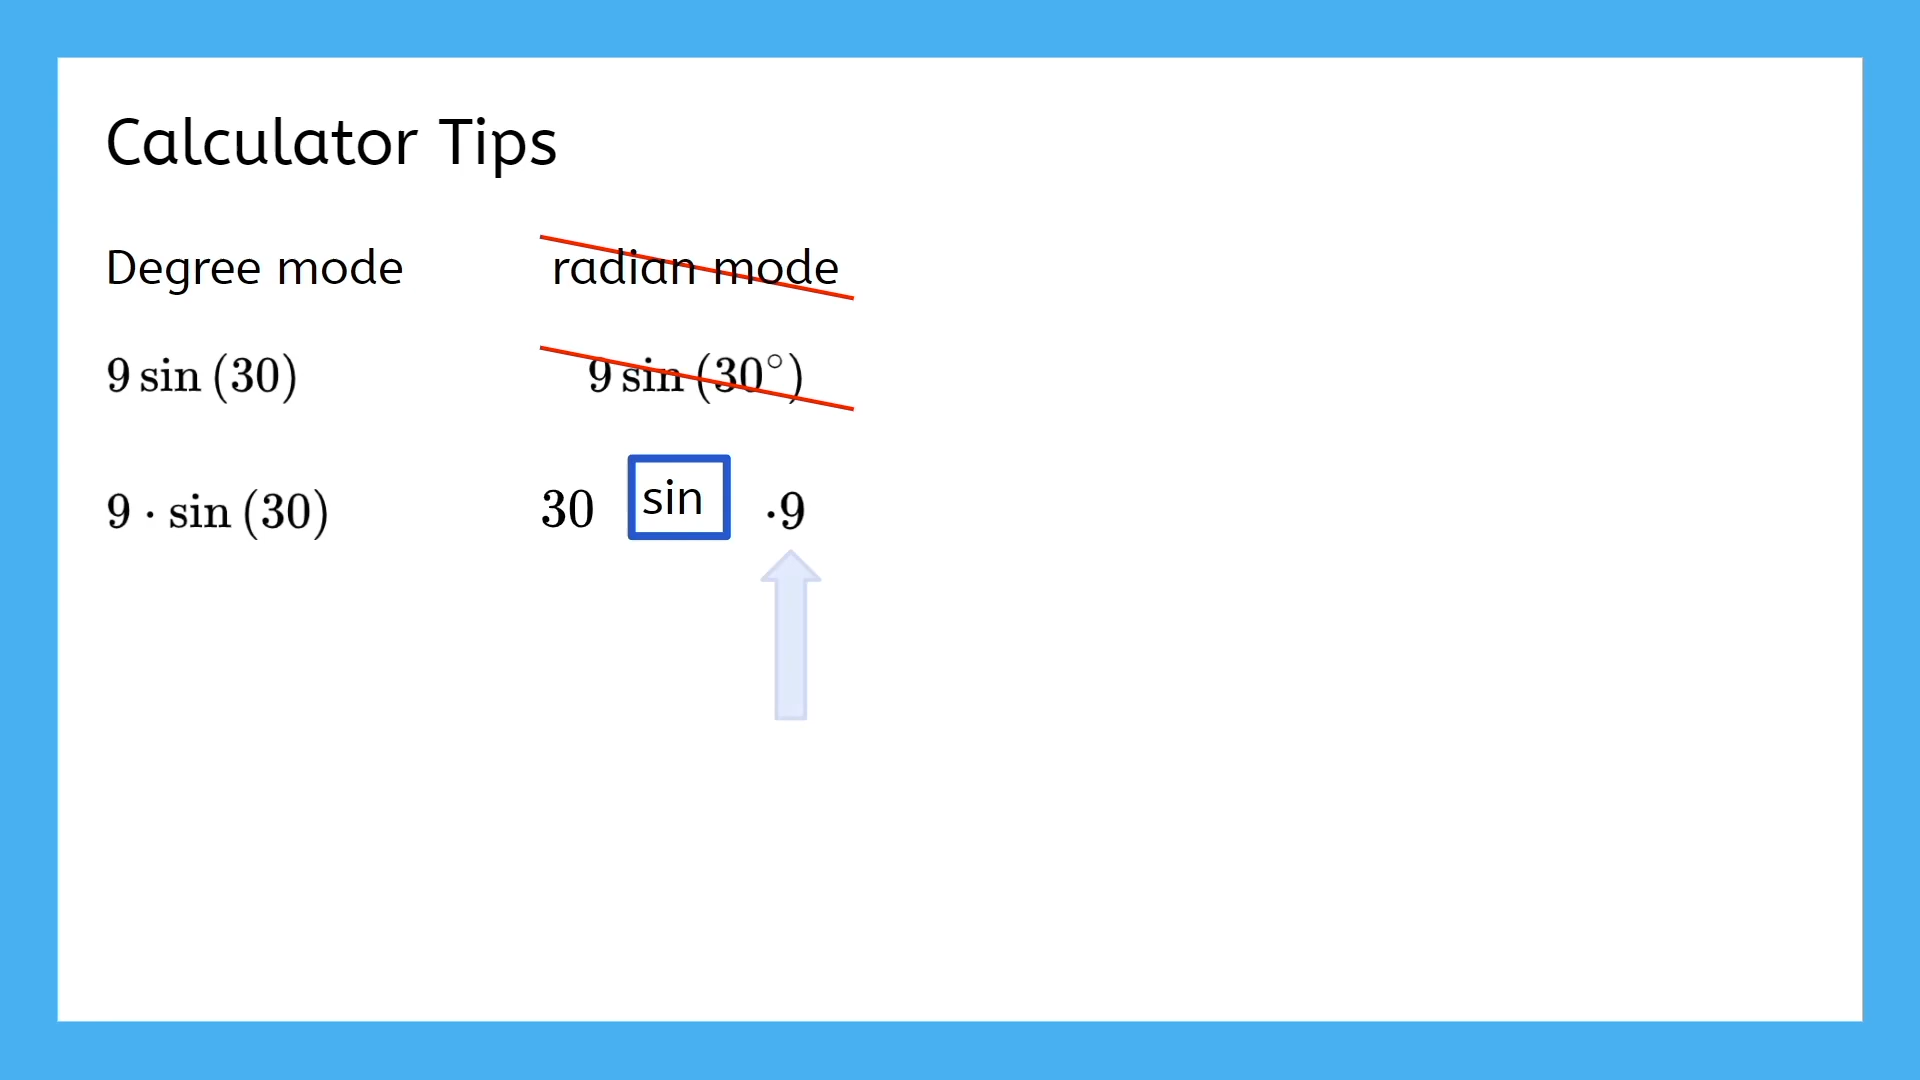 Calculator Tips
Degree mode radian mode
9 sin (30) 9 sin (30°)
9 · sin (30) 30 sin ·9